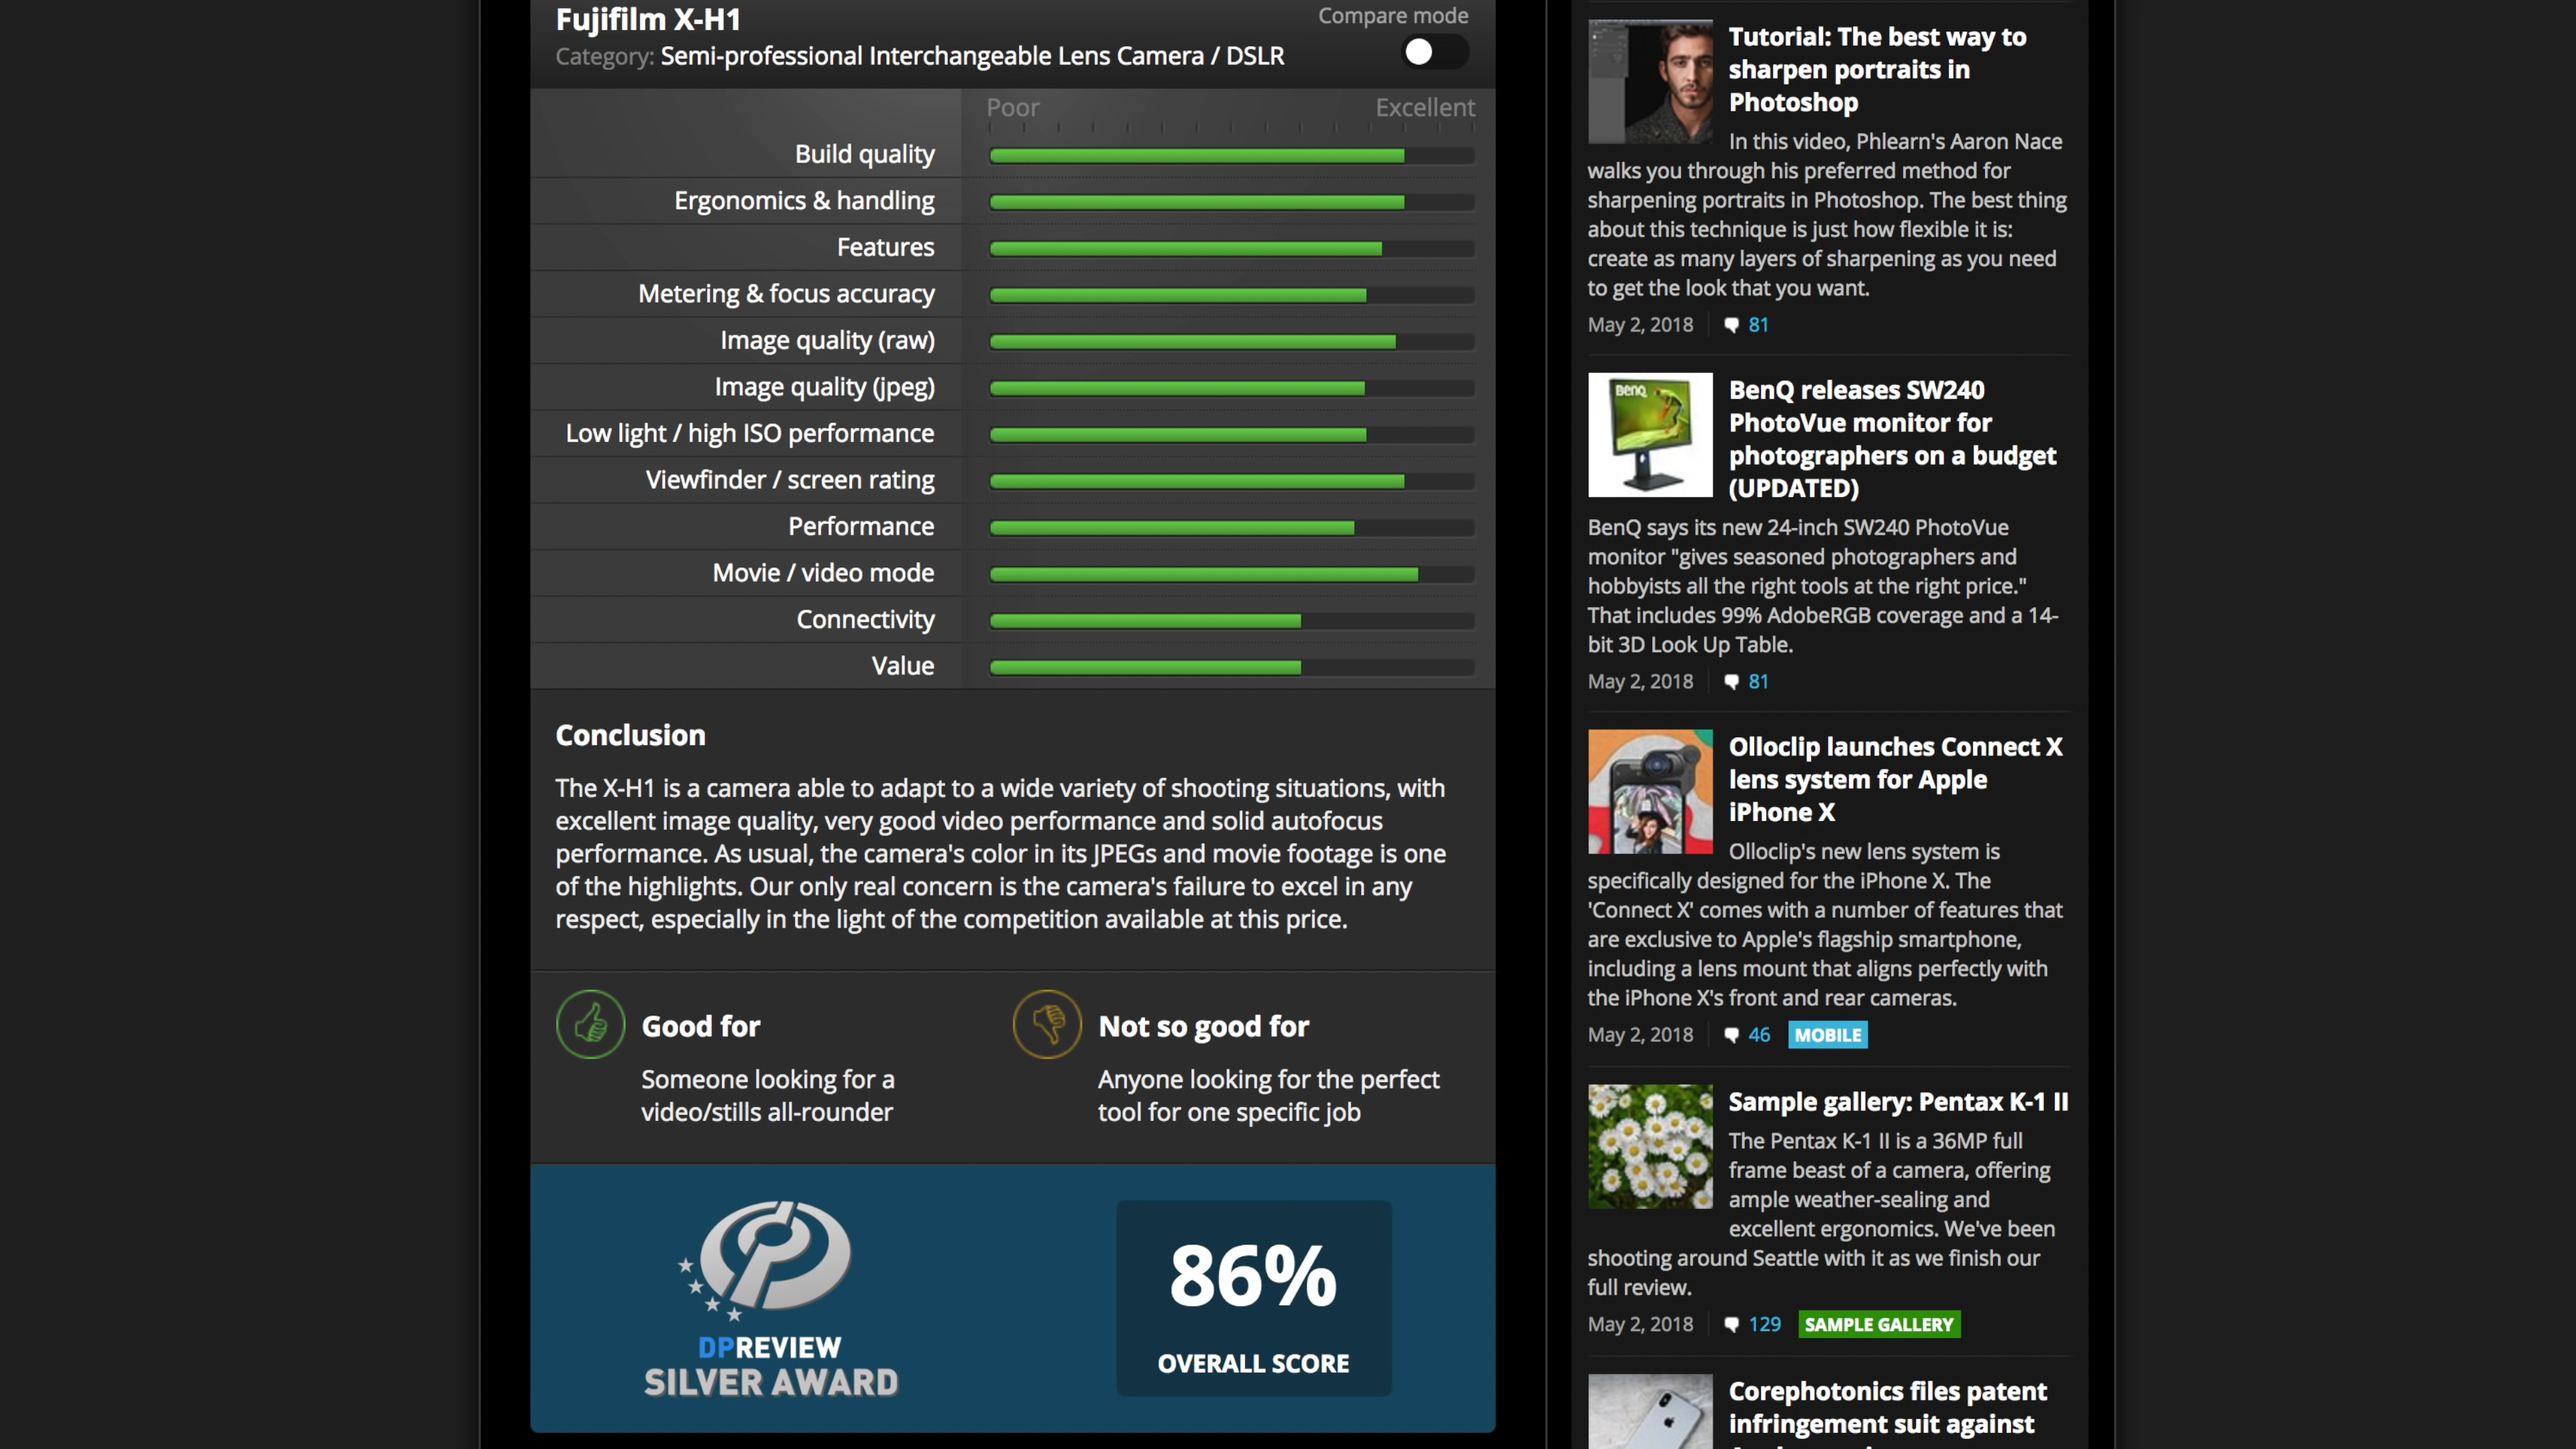 Fujifilm X-H1
Compare mode
Category: Semi-professional Interchangeable Lens Camera / DSLR
Poor
Excellent
Build quality
Ergonomics & handling
Features
Metering & focus accuracy
Image quality (raw)
Image quality (jpeg)
Low light / high ISO performance
Viewfinder / screen rating
Performance
Movie / video mode
Connectivity
Value
Conclusion
The X-H1 is a camera able to adapt to a wide variety of shooting situations, with
excellent image quality, very good video performance and solid autofocus
performance. As usual, the camera's color in its JPEGs and movie footage is one
of the highlights. Our only real concern is the camera's failure to excel in any
respect, especially in the light of the competition available at this price.
Good for
Someone looking for a
video/stills all-rounder
Not so good for
Anyone looking for the perfect
tool for one specific job
DPREVIEW
SILVER AWARD
86%
OVERALL SCORE
Tutorial: The best way to
sharpen portraits in
Photoshop
In this video, Phlearn's Aaron Nace
walks you through his preferred method for
sharpening portraits in Photoshop. The best thing
about this technique is just how flexible it is:
create as many layers of sharpening as you need
to get the look that you want.
May 2, 2018 81
BenQ
BenQ releases SW240
PhotoVue monitor for
photographers on a budget
(UPDATED)
BenQ says its new 24-inch SW240 PhotoVue
monitor "gives seasoned photographers and
hobbyists all the right tools at the right price."
That includes 99% AdobeRGB coverage and a 14-
bit 3D Look Up Table.
May 2, 2018 81
Olloclip launches Connect X
lens system for Apple
iPhone X
Olloclip's new lens system is
specifically designed for the iPhone X. The
'Connect X' comes with a number of features that
are exclusive to Apple's flagship smartphone,
including a lens mount that aligns perfectly with
the iPhone X's front and rear cameras.
May 2, 2018 46 MOBILE
Sample gallery: Pentax K-1 II
The Pentax K-1 II is a 36MP full
frame beast of a camera, offering
ample weather-sealing and
excellent ergonomics. We've been
shooting around Seattle with it as we finish our
full review.
May 2, 2018 129 SAMPLE GALLERY
Corephotonics files patent
infringement suit against